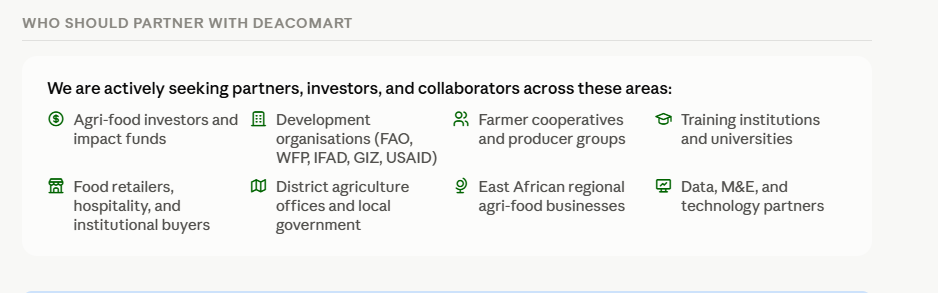 WHO SHOULD PARTNER WITH DEACOMART
We are actively seeking partners, investors, and collaborators across these areas:
Agri-food investors and
impact funds
Development
organisations (FAO,
WFP, IFAD, GIZ, USAID)
Farmer cooperatives
and producer groups
Training institutions
and universities
Food retailers,
hospitality, and
institutional buyers
District agriculture
offices and local
government
East African regional
agri-food businesses
Data, M&E, and
technology partners